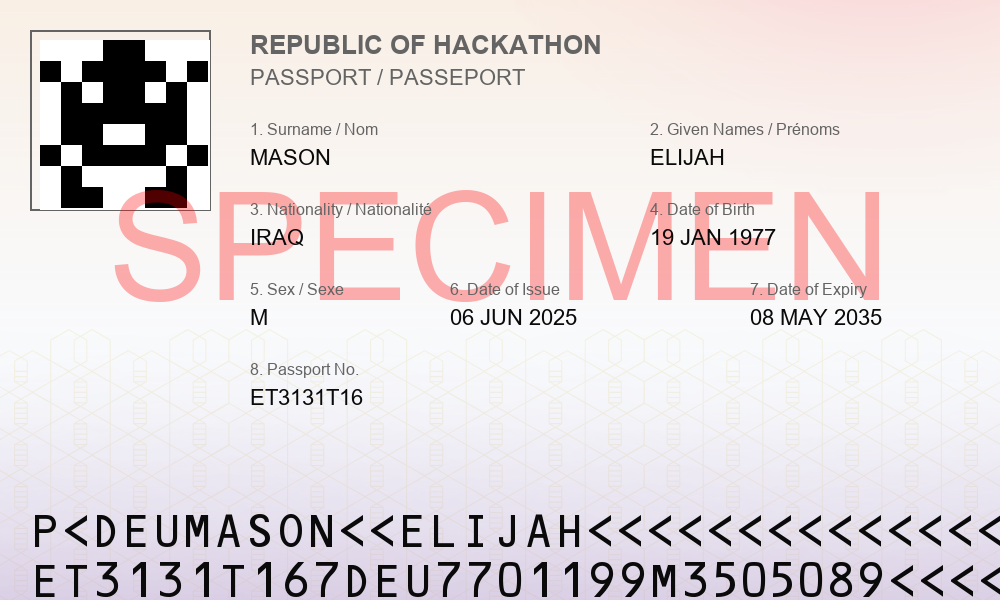 REPUBLIC OF HACKATHON
PASSPORT / PASSEPORT
1. Surname / Nom
2. Given Names / Prénoms
MASON
ELIJAH
SPECIMEN
3. Nationality / Nationalité
4. Date of Birth
IRAQ
19 JAN 1977
5. Sex / Sexe
6. Date of Issue
7. Date of Expiry
M
06 JUN 2025
08 MAY 2035
8. Passport No.
ET3131T16
P<DEUMASON<<ELIJAH<<<<<<<<<<<<<<
ET3131T167DEU7701199M3505089<<<<